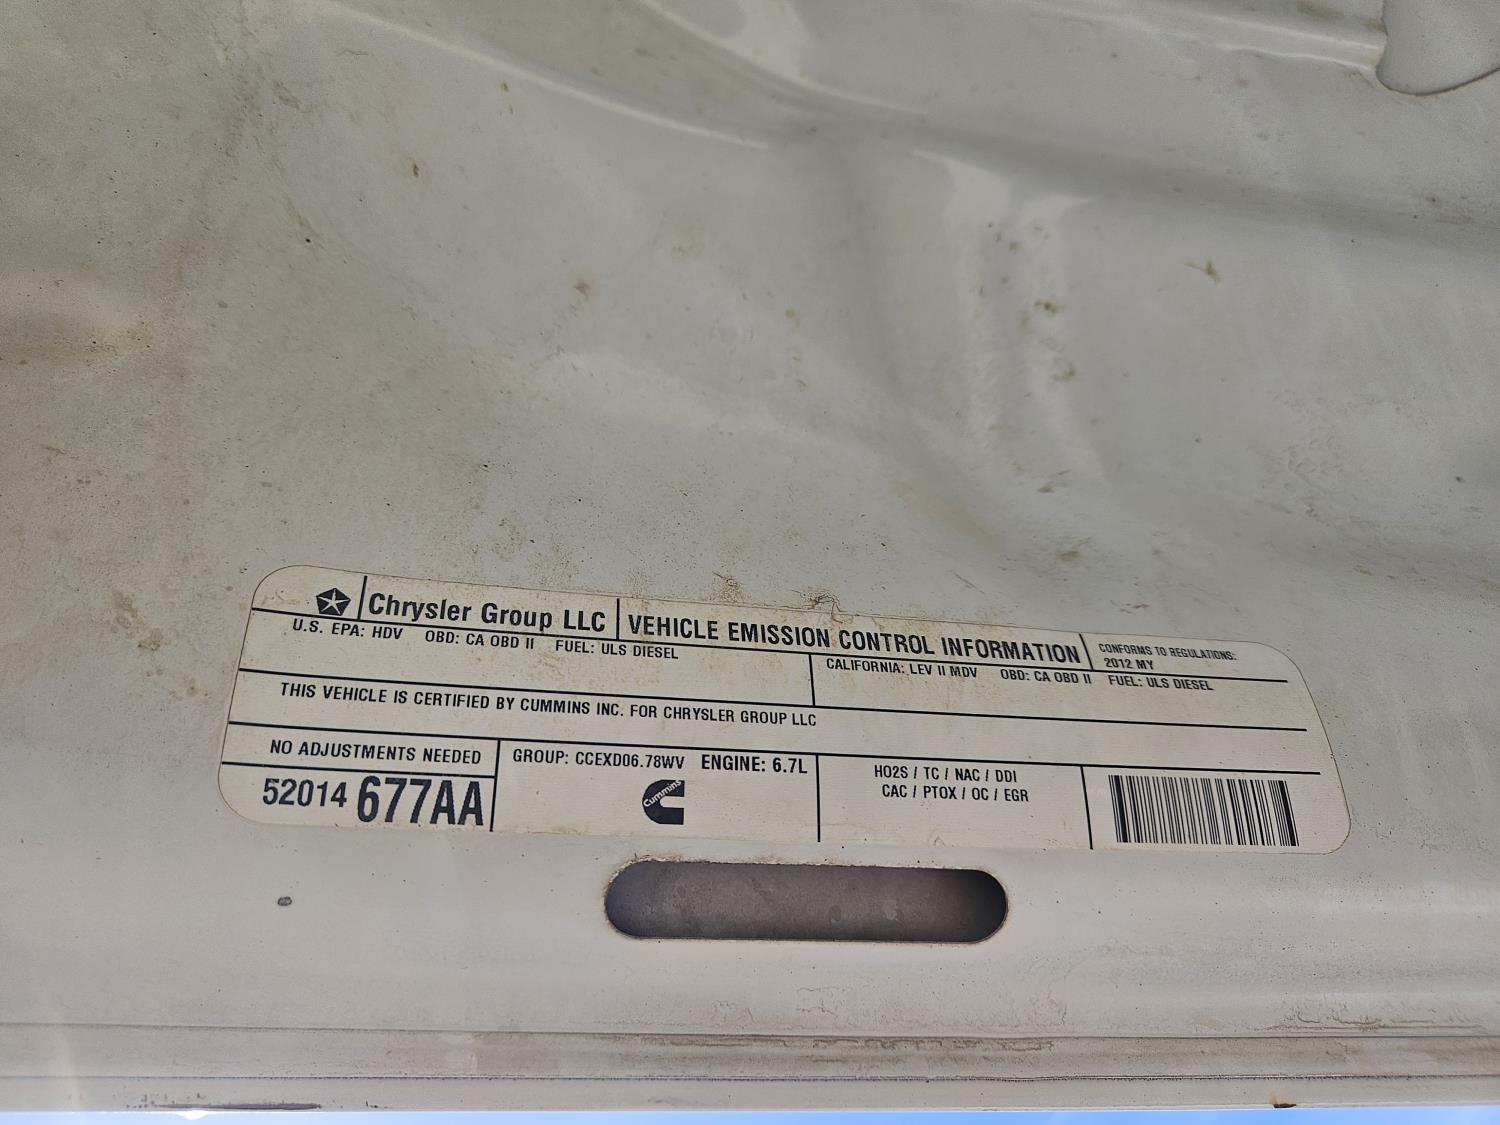 Chrysler Group LLC
VEHICLE EMISSION CONTROL INFORMATION
CONFORMS TO REGULATIONS:
2012 MY
U.S. EPA: HDV OBD: CA OBD II FUEL: ULS DIESEL
CALIFORNIA: LEV II MDV OBD: CA OBD II FUEL: ULS DIESEL
THIS VEHICLE IS CERTIFIED BY CUMMINS INC. FOR CHRYSLER GROUP LLC
NO ADJUSTMENTS NEEDED
52014 677AA
GROUP: CCEXD06.78WV ENGINE: 6.7L
Cummins
HO2S / TC / NAC / DDI
CAC / PTOX / OC / EGR